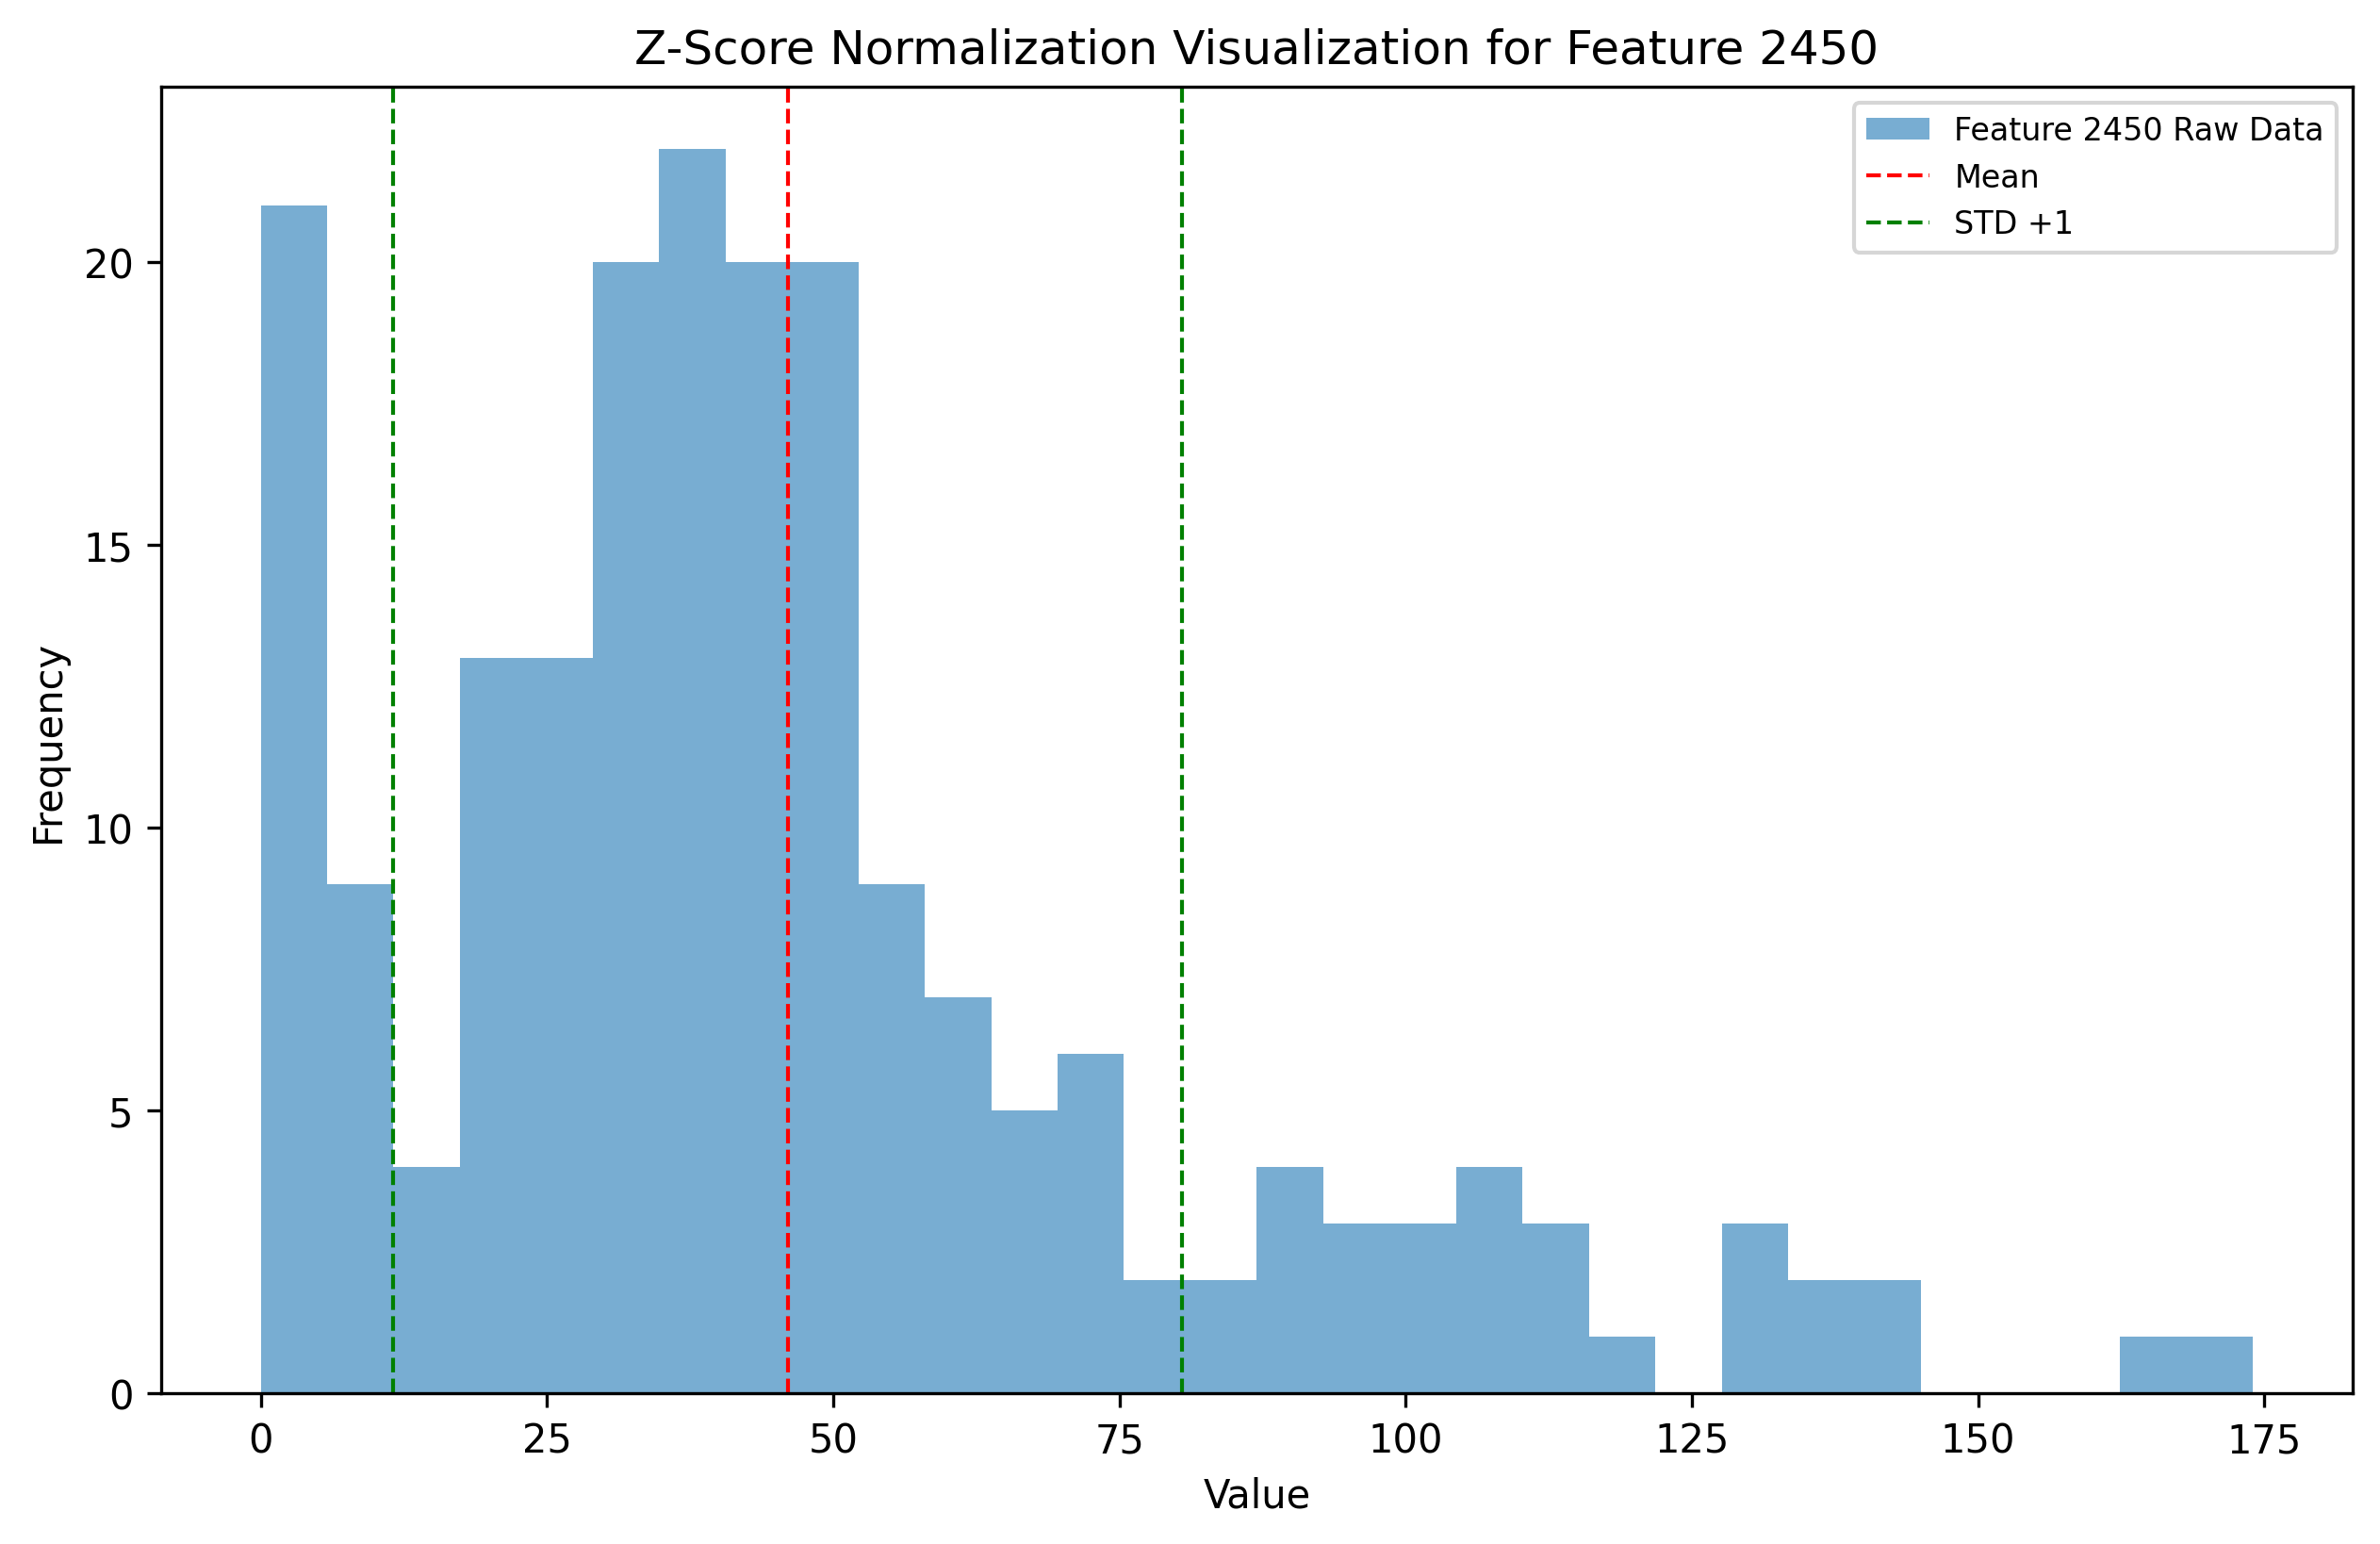 Z-Score Normalization Visualization for Feature 2450
Feature 2450 Raw Data
Mean
STD +1
Frequency
20
15
10
5
0
0 25 50 75 100 125 150 175
Value